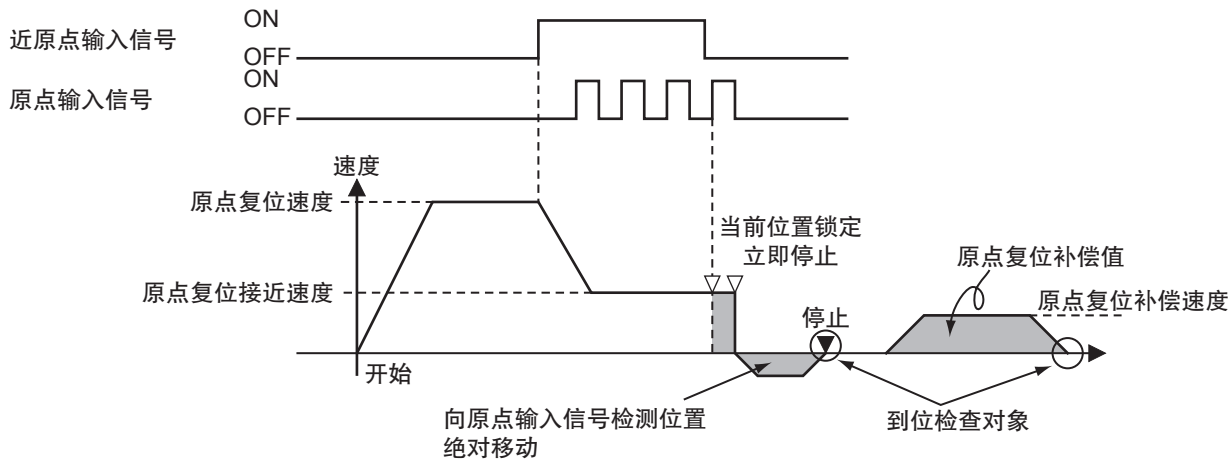 近原点输入信号
ON
OFF
原点输入信号
ON
OFF
速度
原点复位速度
当前位置锁定
立即停止
原点复位补偿值
原点复位接近速度
原点复位补偿速度
停止
开始
向原点输入信号检测位置
绝对移动
到位检查对象